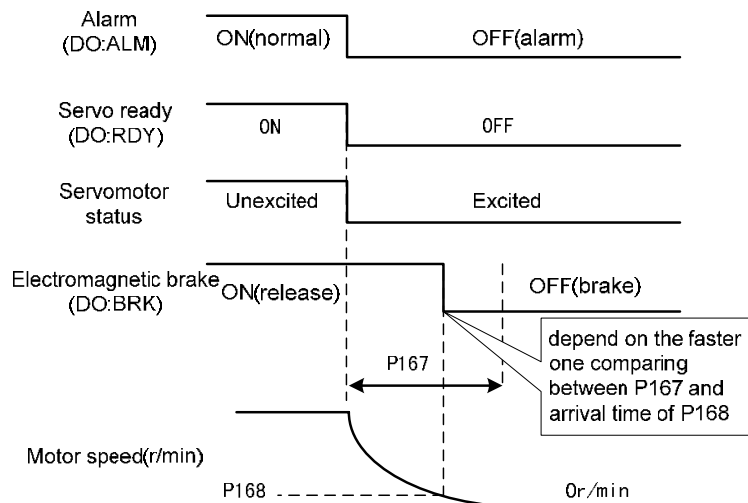 Alarm
(DO:ALM)
ON(normal)
OFF(alarm)
Servo ready
(DO:RDY)
ON
OFF
Servomotor
status
Unexcited
Excited
Electromagnetic brake
(DO:BRK)
ON(release)
OFF(brake)
P167
depend on the faster
one comparing
between P167 and
arrival time of P168
Motor speed(r/min)
P168
0r/min